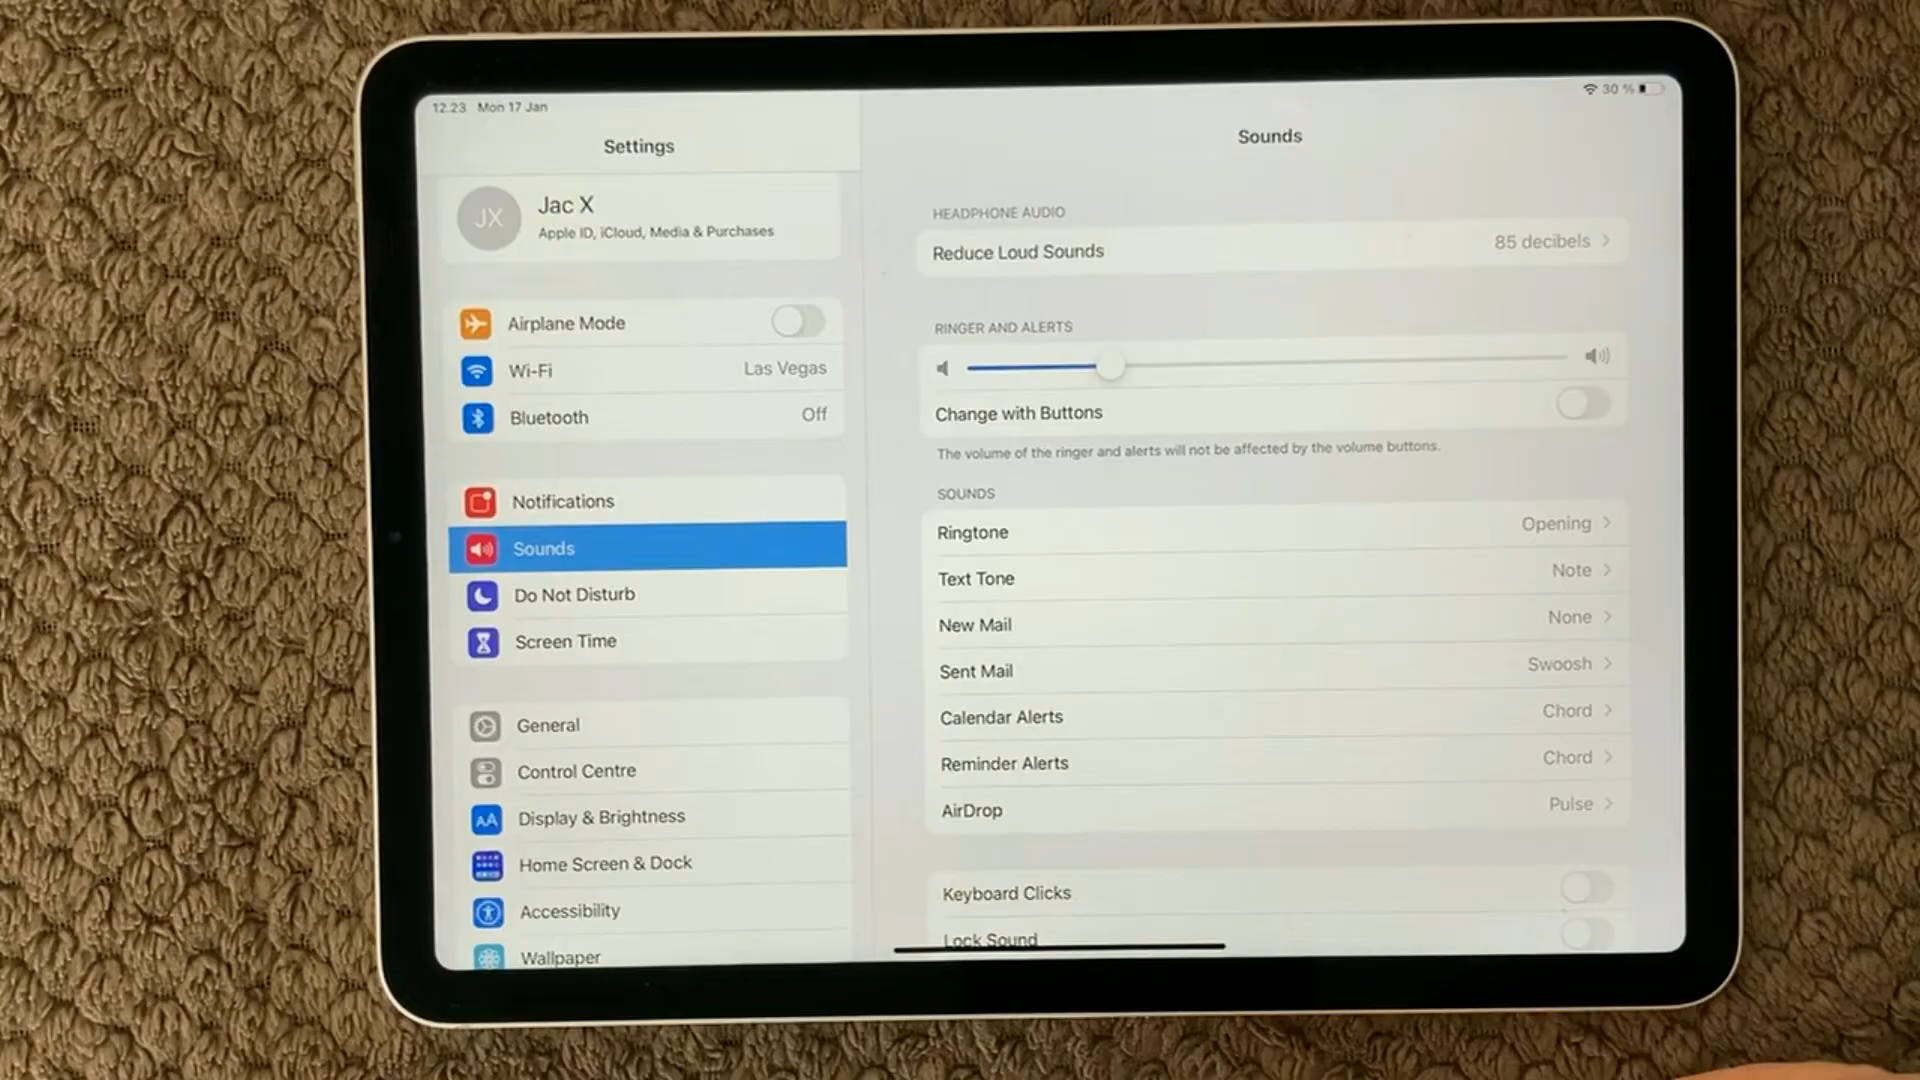 12.23 Mon 17 Jan
30 %
Settings
JX
Jac X
Apple ID, iCloud, Media & Purchases
Airplane Mode
Wi-Fi Las Vegas
Bluetooth Off
Notifications
Sounds
Do Not Disturb
Screen Time
General
Control Centre
AA Display & Brightness
Home Screen & Dock
Accessibility
Wallpaper
Sounds
HEADPHONE AUDIO
Reduce Loud Sounds 85 decibels
RINGER AND ALERTS
Change with Buttons
The volume of the ringer and alerts will not be affected by the volume buttons.
SOUNDS
Ringtone Opening
Text Tone Note
New Mail None
Sent Mail Swoosh
Calendar Alerts Chord
Reminder Alerts Chord
AirDrop Pulse
Keyboard Clicks
Lock Sound